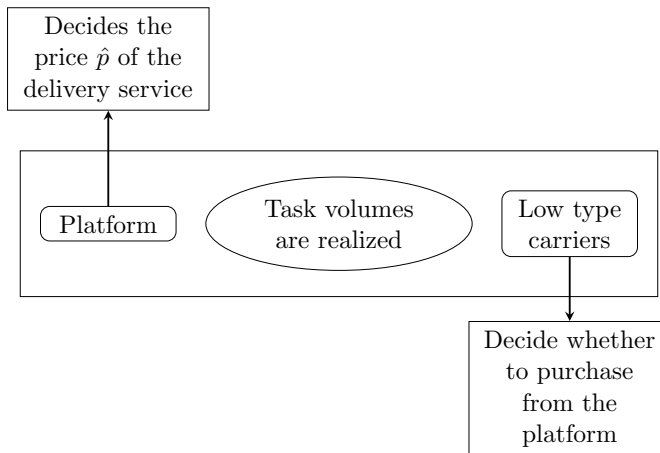 Decides the
price p̂ of the
delivery service
Platform
Task volumes
are realized
Low type
carriers
Decide whether
to purchase
from the
platform